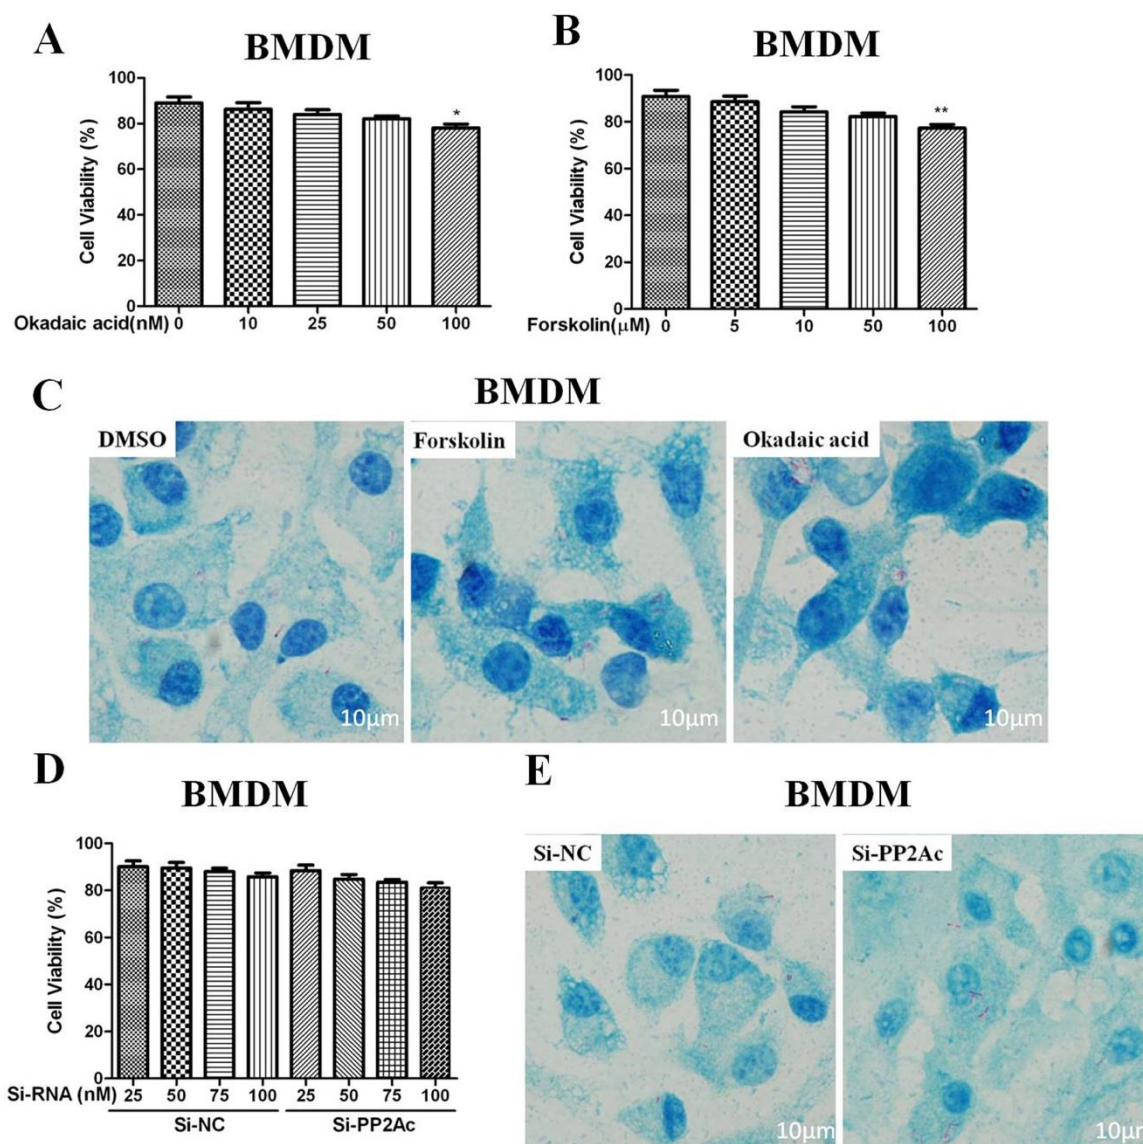 A
BMDM
Cell Viability (%)
100
80
60
40
20
0
*
Okadaic acid(nM) 0 10 25 50 100
B
BMDM
Cell Viability (%)
100
80
60
40
20
0
**
Forskolin(μM) 0 5 10 50 100
C
BMDM
DMSO
10μm
Forskolin
10μm
Okadaic acid
10μm
D
BMDM
Cell Viability (%)
100
80
60
40
20
0
Si-RNA (nM) 25 50 75 100 25 50 75 100
Si-NC Si-PP2Ac
E
BMDM
Si-NC
10μm
Si-PP2Ac
10μm